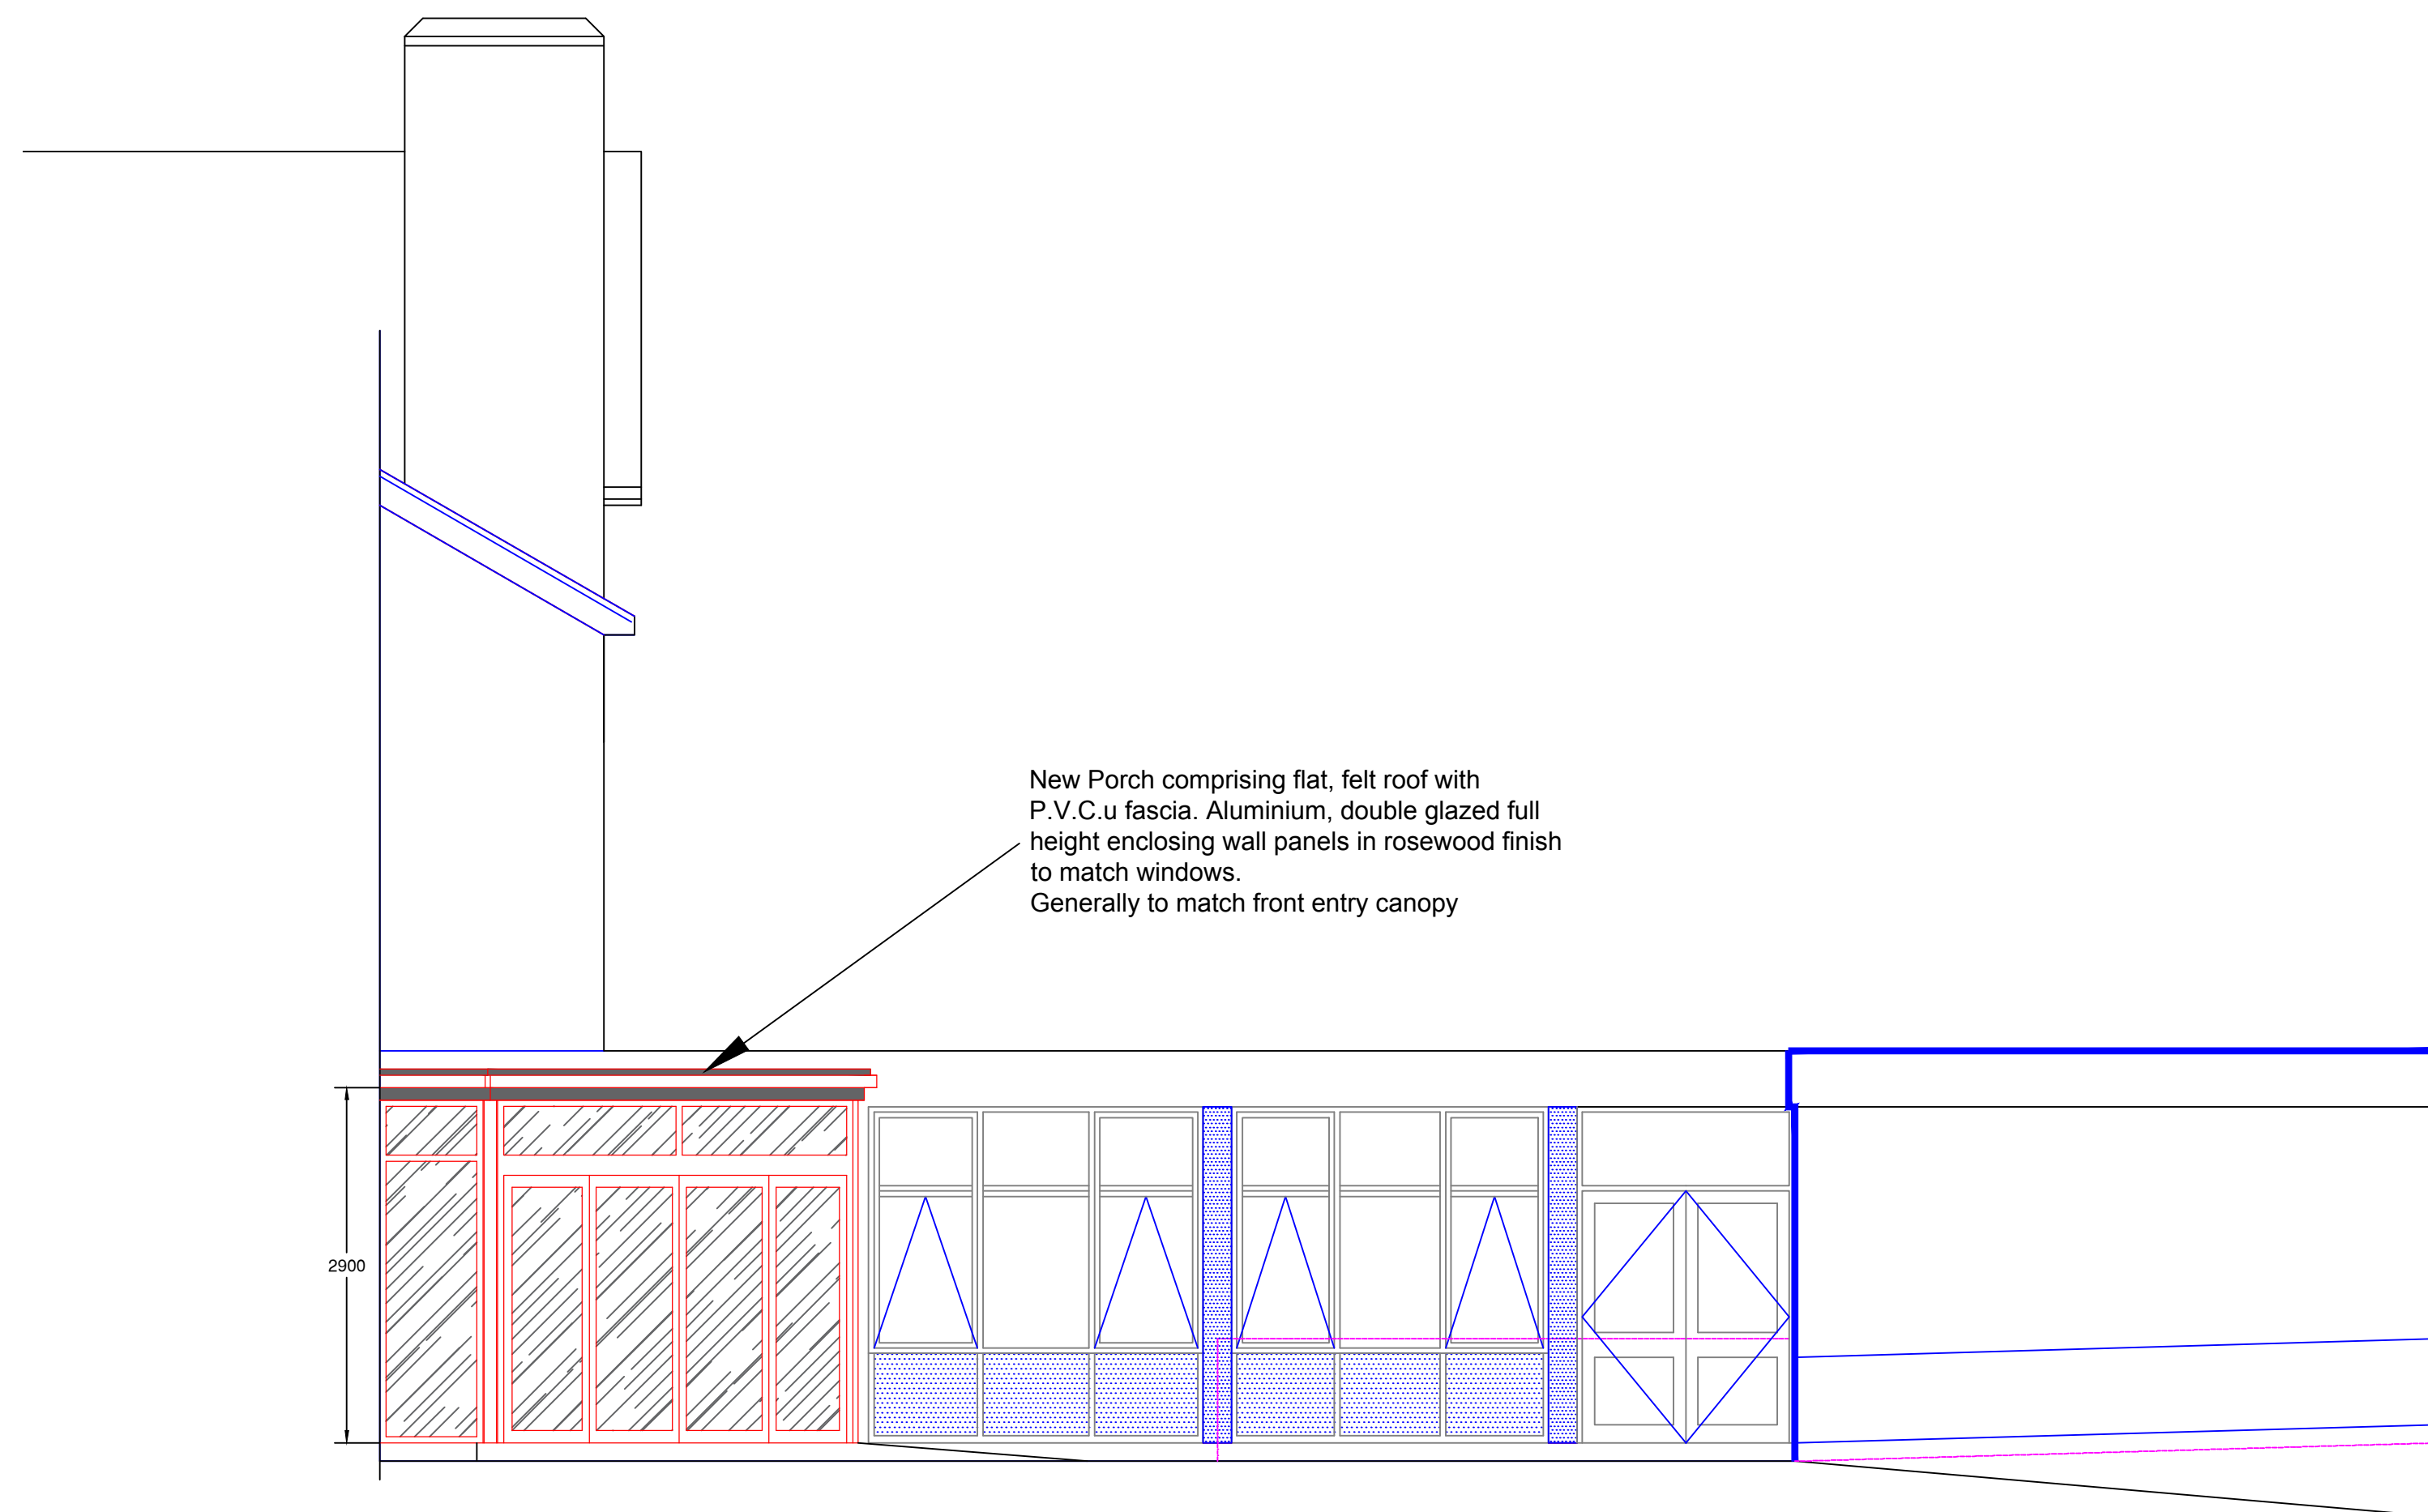 New Porch comprising flat, felt roof with
P.V.C.u fascia. Aluminium, double glazed full
height enclosing wall panels in rosewood finish
to match windows.
Generally to match front entry canopy
2900